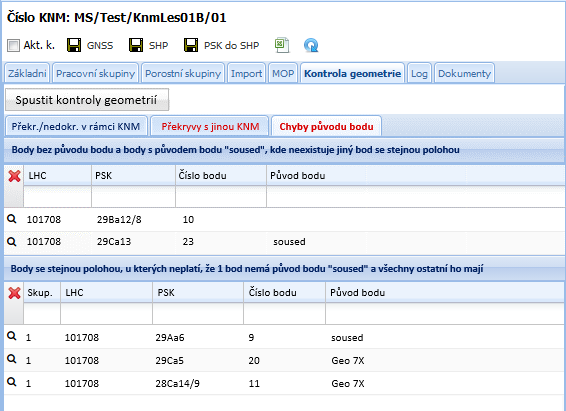 Číslo KNM: MS/Test/KnmLes01B/01
Akt. k. GNSS SHP PSK do SHP
Základní Pracovní skupiny Porostní skupiny Import MOP Kontrola geometrie Log Dokumenty
Spustit kontroly geometrií
Překr./nedokr. v rámci KNM Překryvy s jinou KNM Chyby původu bodu
Body bez původu bodu a body s původem bodu "soused", kde neexistuje jiný bod se stejnou polohou
LHC PSK Číslo bodu Původ bodu
101708 29Ba12/8 10
101708 29Ca13 23 soused
Body se stejnou polohou, u kterých neplatí, že 1 bod nemá původ bodu "soused" a všechny ostatní ho mají
Skup. LHC PSK Číslo bodu Původ bodu
1 101708 29Aa6 9 soused
1 101708 29Ca5 20 Geo 7X
1 101708 28Ca14/9 11 Geo 7X